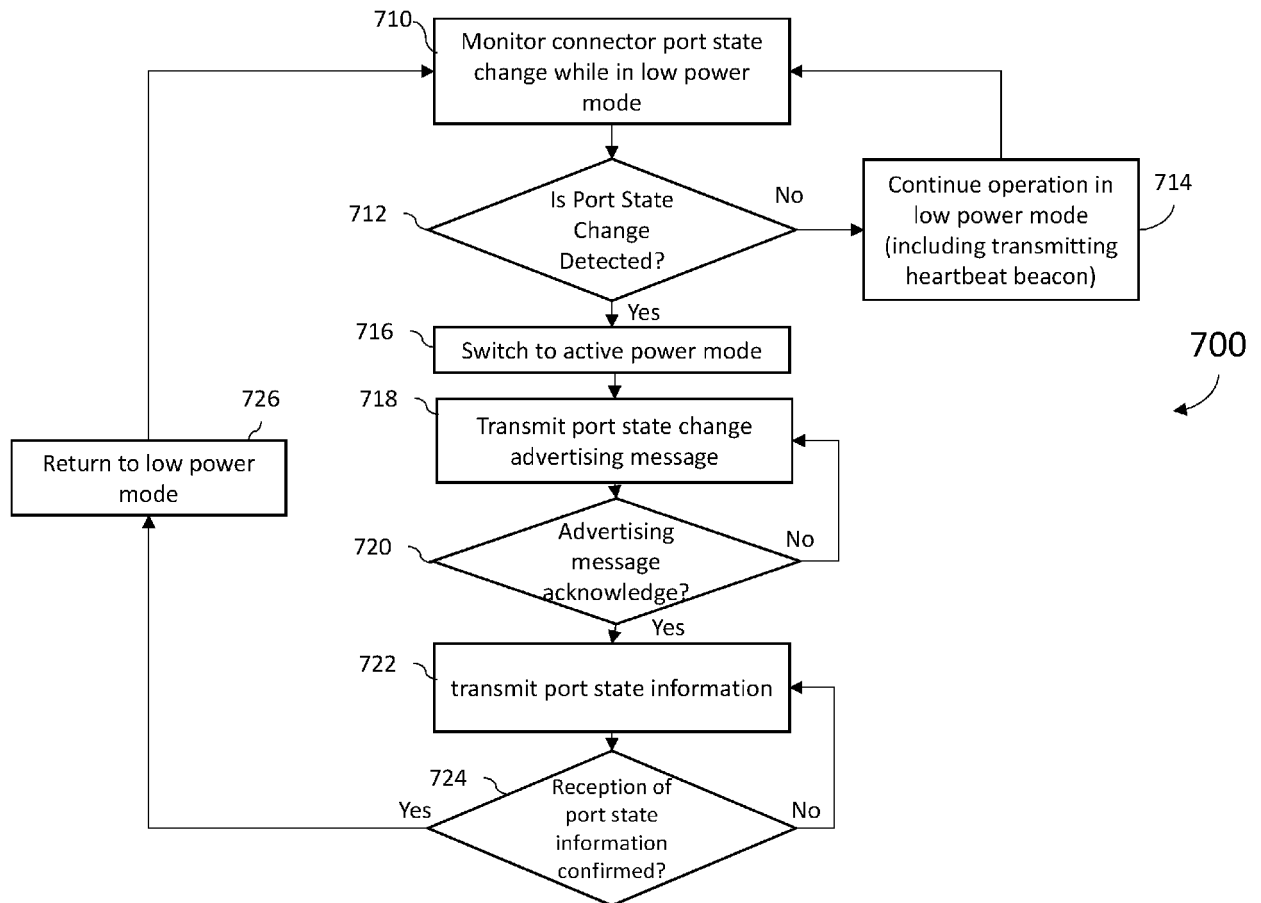 710
Monitor connector port state
change while in low power
mode
712
Is Port State
Change
Detected?
No
Continue operation in
low power mode
(including transmitting
heartbeat beacon)
714
Yes
716
Switch to active power mode
700
718
Transmit port state change
advertising message
726
Return to low power
mode
720
Advertising
message
acknowledge?
No
Yes
722
transmit port state information
724
Reception of
port state
information
confirmed?
Yes
No